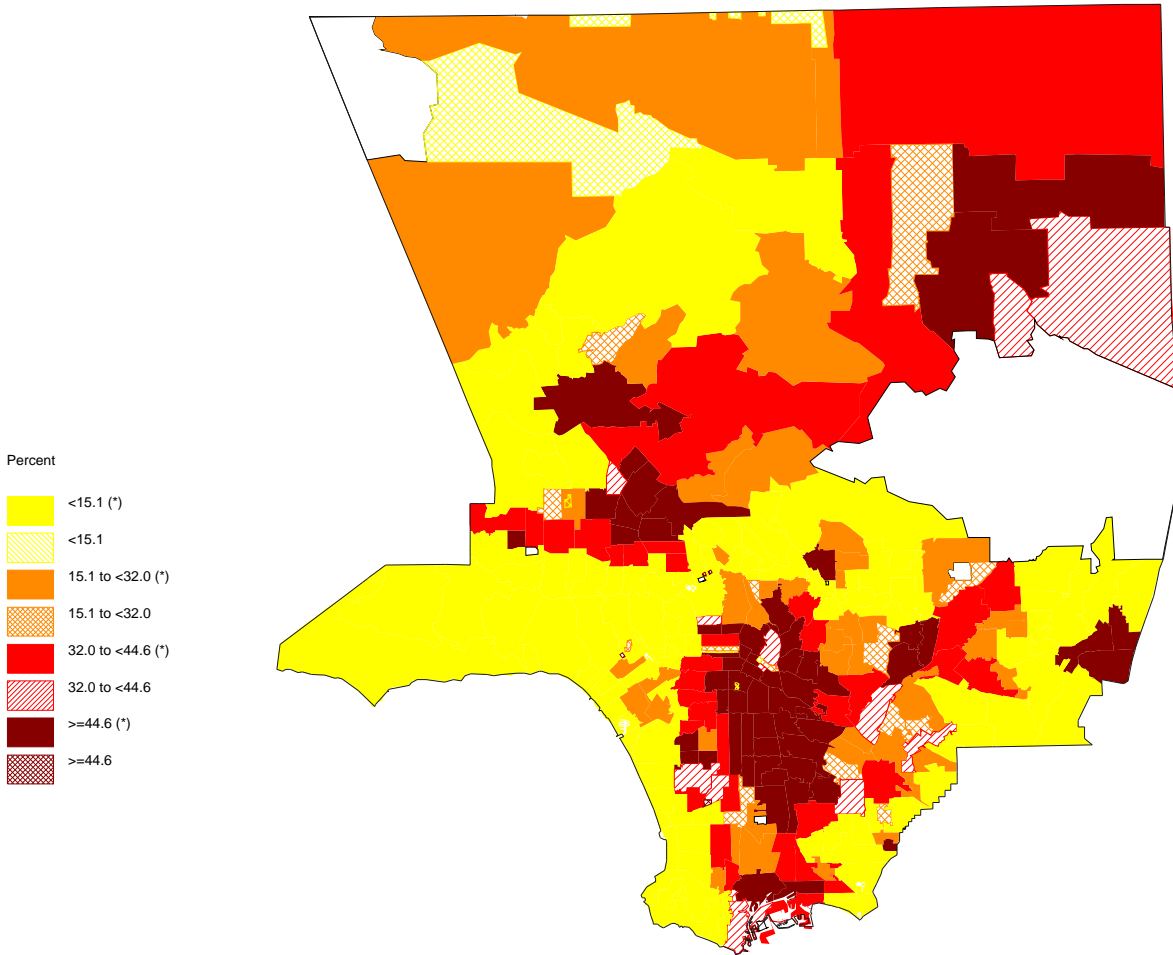 Percent
<15.1 (*)
<15.1
15.1 to <32.0 (*)
15.1 to <32.0
32.0 to <44.6 (*)
32.0 to <44.6
>=44.6 (*)
>=44.6